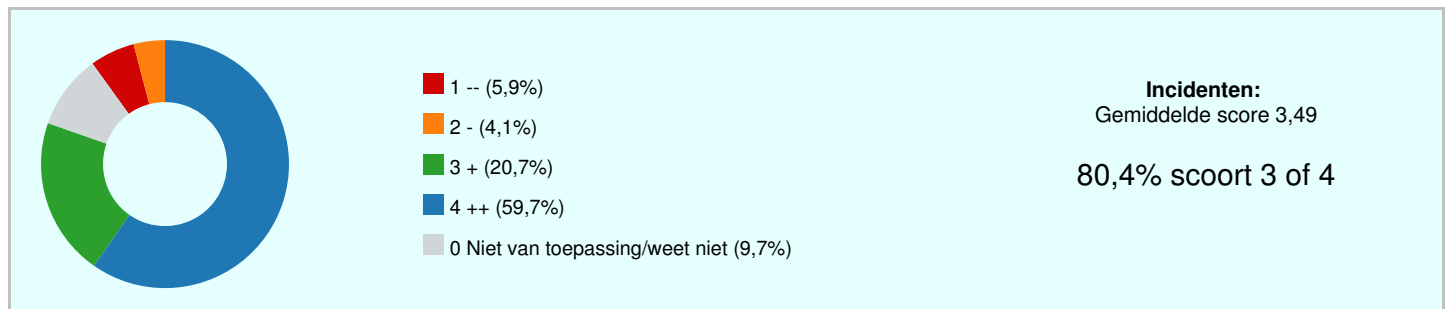 1 -- (5,9%)
2 - (4,1%)
3 + (20,7%)
4 ++ (59,7%)
0 Niet van toepassing/weet niet (9,7%)
Incidenten:
Gemiddelde score 3,49
80,4% scoort 3 of 4